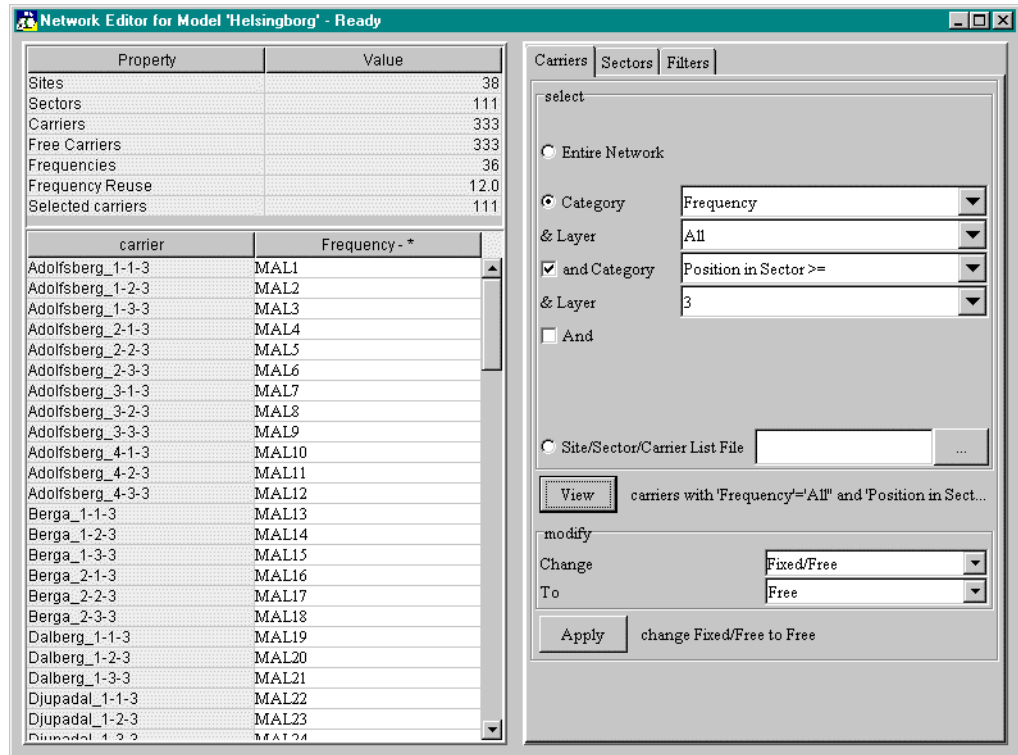 Network Editor for Model 'Helsingborg' - Ready
Property Value
Sites 38
Sectors 111
Carriers 333
Free Carriers 333
Frequencies 36
Frequency Reuse 12.0
Selected carriers 111
carrier Frequency - *
Adolfsberg_1-1-3 MAL1
Adolfsberg_1-2-3 MAL2
Adolfsberg_1-3-3 MAL3
Adolfsberg_2-1-3 MAL4
Adolfsberg_2-2-3 MAL5
Adolfsberg_2-3-3 MAL6
Adolfsberg_3-1-3 MAL7
Adolfsberg_3-2-3 MAL8
Adolfsberg_3-3-3 MAL9
Adolfsberg_4-1-3 MAL10
Adolfsberg_4-2-3 MAL11
Adolfsberg_4-3-3 MAL12
Berga_1-1-3 MAL13
Berga_1-2-3 MAL14
Berga_1-3-3 MAL15
Berga_2-1-3 MAL16
Berga_2-2-3 MAL17
Berga_2-3-3 MAL18
Dalberg_1-1-3 MAL19
Dalberg_1-2-3 MAL20
Dalberg_1-3-3 MAL21
Djupadal_1-1-3 MAL22
Djupadal_1-2-3 MAL23
Djupadal_1-3-3 MAL24
Carriers Sectors Filters
select
Entire Network
Category Frequency
& Layer All
and Category Position in Sector >=
& Layer 3
And
Site/Sector/Carrier List File ...
View carriers with 'Frequency'='All" and 'Position in Sect...
modify
Change Fixed/Free
To Free
Apply change Fixed/Free to Free